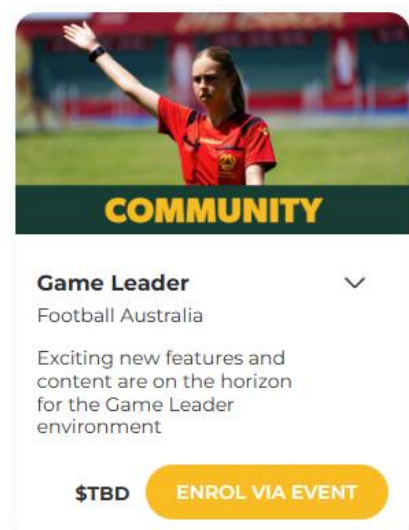 COMMUNITY
Game Leader
Football Australia
Exciting new features and
content are on the horizon
for the Game Leader
environment
$TBD ENROL VIA EVENT